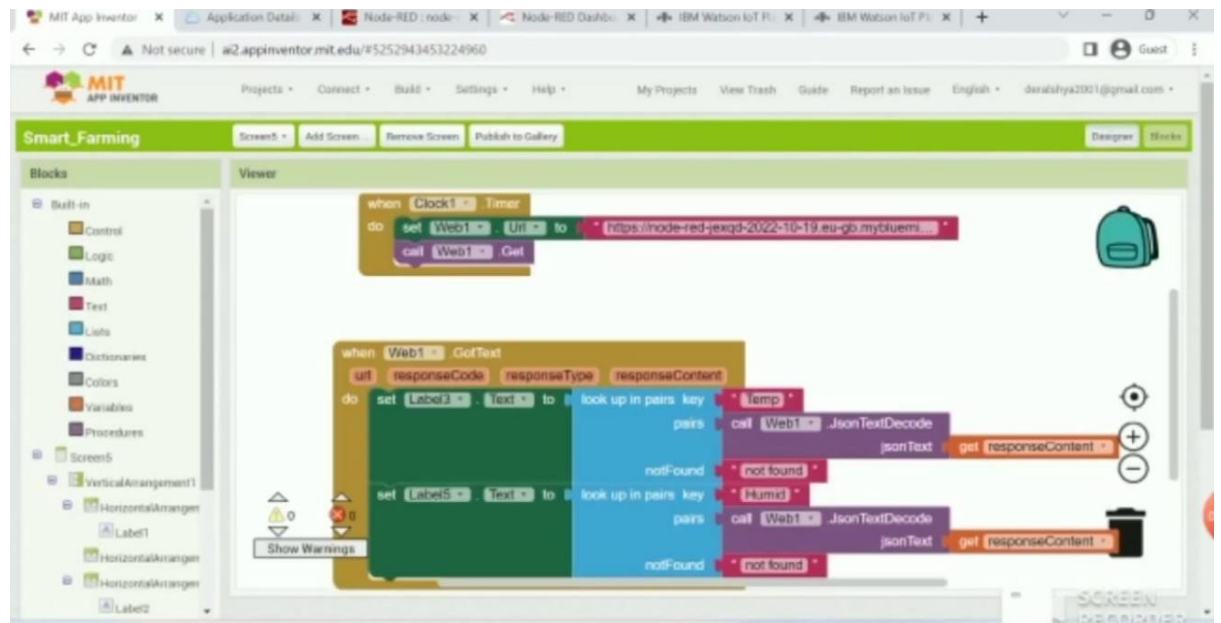 MIT App Inventor
Application Details
Node-RED : node-
Node-RED Dashbo
IBM Watson IoT Pl
IBM Watson IoT Pl
Not secure | ai2.appinventor.mit.edu/#5252943453224960
Guest
MIT
APP INVENTOR
Projects
Connect
Build
Settings
Help
My Projects
View Trash
Guide
Report an Issue
English
Smart_Farming
Screen5
Add Screen...
Remove Screen
Publish to Gallery
Designer
Blocks
Blocks
Viewer
Built-in
Control
Logic
Math
Text
Lists
Dictionaries
Colors
Variables
Procedures
Screen5
VerticalArrangement1
HorizontalArrangen
Label1
HorizontalArrangen
HorizontalArrangen
Label2
when Clock1 .Timer
do set Web1 . Url to " https://node-red-jexqd-2022-10-19.eu-gb.mybluemi... "
call Web1 .Get
when Web1 .GotText
url responseCode responseType responseContent
do set Label3 . Text to look up in pairs key " Temp "
pairs call Web1 .JsonTextDecode
jsonText get responseContent
notFound " not found "
set Label5 . Text to look up in pairs key " Humid "
pairs call Web1 .JsonTextDecode
jsonText get responseContent
notFound " not found "
0
0
Show Warnings
SCREEN
RECORDER